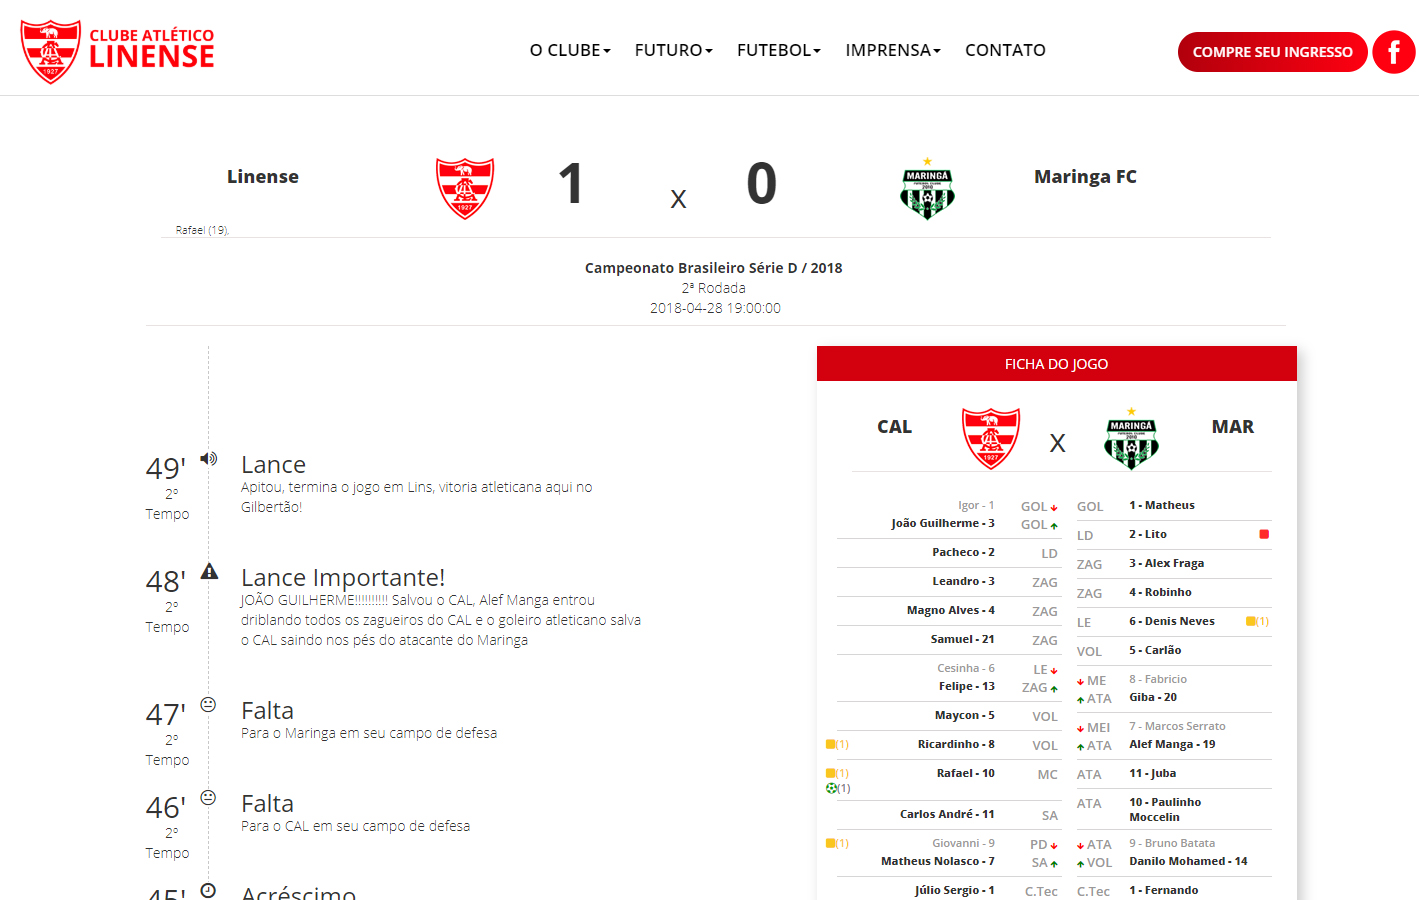 CLUBE ATLÉTICO
LINENSE
1927
O CLUBE
FUTURO
FUTEBOL
IMPRENSA
CONTATO
COMPRE SEU INGRESSO
Linense
1927
1
X
0
MARINGÁ
FUTEBOL CLUBE
2010
Maringa FC
Rafael (19),
Campeonato Brasileiro Série D / 2018
2ª Rodada
2018-04-28 19:00:00
49'
2º
Tempo
Lance
Apitou, termina o jogo em Lins, vitoria atleticana aqui no
Gilbertão!
48'
2º
Tempo
Lance Importante!
JOÃO GUILHERME!!!!!!!!!! Salvou o CAL, Alef Manga entrou
driblando todos os zagueiros do CAL e o goleiro atleticano salva
o CAL saindo nos pés do atacante do Maringa
47'
2º
Tempo
Falta
Para o Maringa em seu campo de defesa
46'
2º
Tempo
Falta
Para o CAL em seu campo de defesa
45'
Acréscimo
FICHA DO JOGO
CAL
1927
X
MARINGÁ
FUTEBOL CLUBE
2010
MAR
Igor - 1 GOL
João Guilherme - 3 GOL
Pacheco - 2 LD
Leandro - 3 ZAG
Magno Alves - 4 ZAG
Samuel - 21 ZAG
Cesinha - 6 LE
Felipe - 13 ZAG
Maycon - 5 VOL
(1) Ricardinho - 8 VOL
(1) Rafael - 10 MC
(1)
Carlos André - 11 SA
(1) Giovanni - 9 PD
Matheus Nolasco - 7 SA
Júlio Sergio - 1 C.Tec
GOL 1 - Matheus
LD 2 - Lito
ZAG 3 - Alex Fraga
ZAG 4 - Robinho
LE 6 - Denis Neves (1)
VOL 5 - Carlão
ME 8 - Fabricio
ATA Giba - 20
MEI 7 - Marcos Serrato
ATA Alef Manga - 19
ATA 11 - Juba
ATA 10 - Paulinho
Moccelin
ATA 9 - Bruno Batata
VOL Danilo Mohamed - 14
C.Tec 1 - Fernando